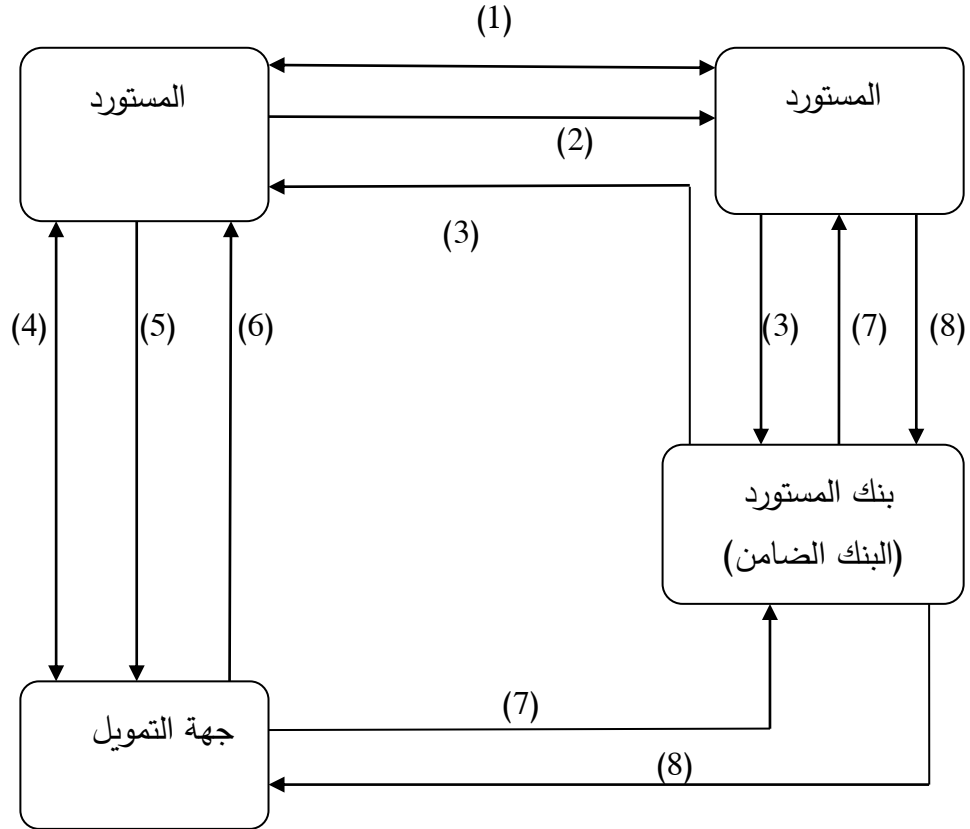 (1)
المستورد
المستورد
(2)
(3)
(4)
(5)
(6)
(3)
(7)
(8)
بنك المستورد
(البنك الضامن)
جهة التمويل
(7)
(8)